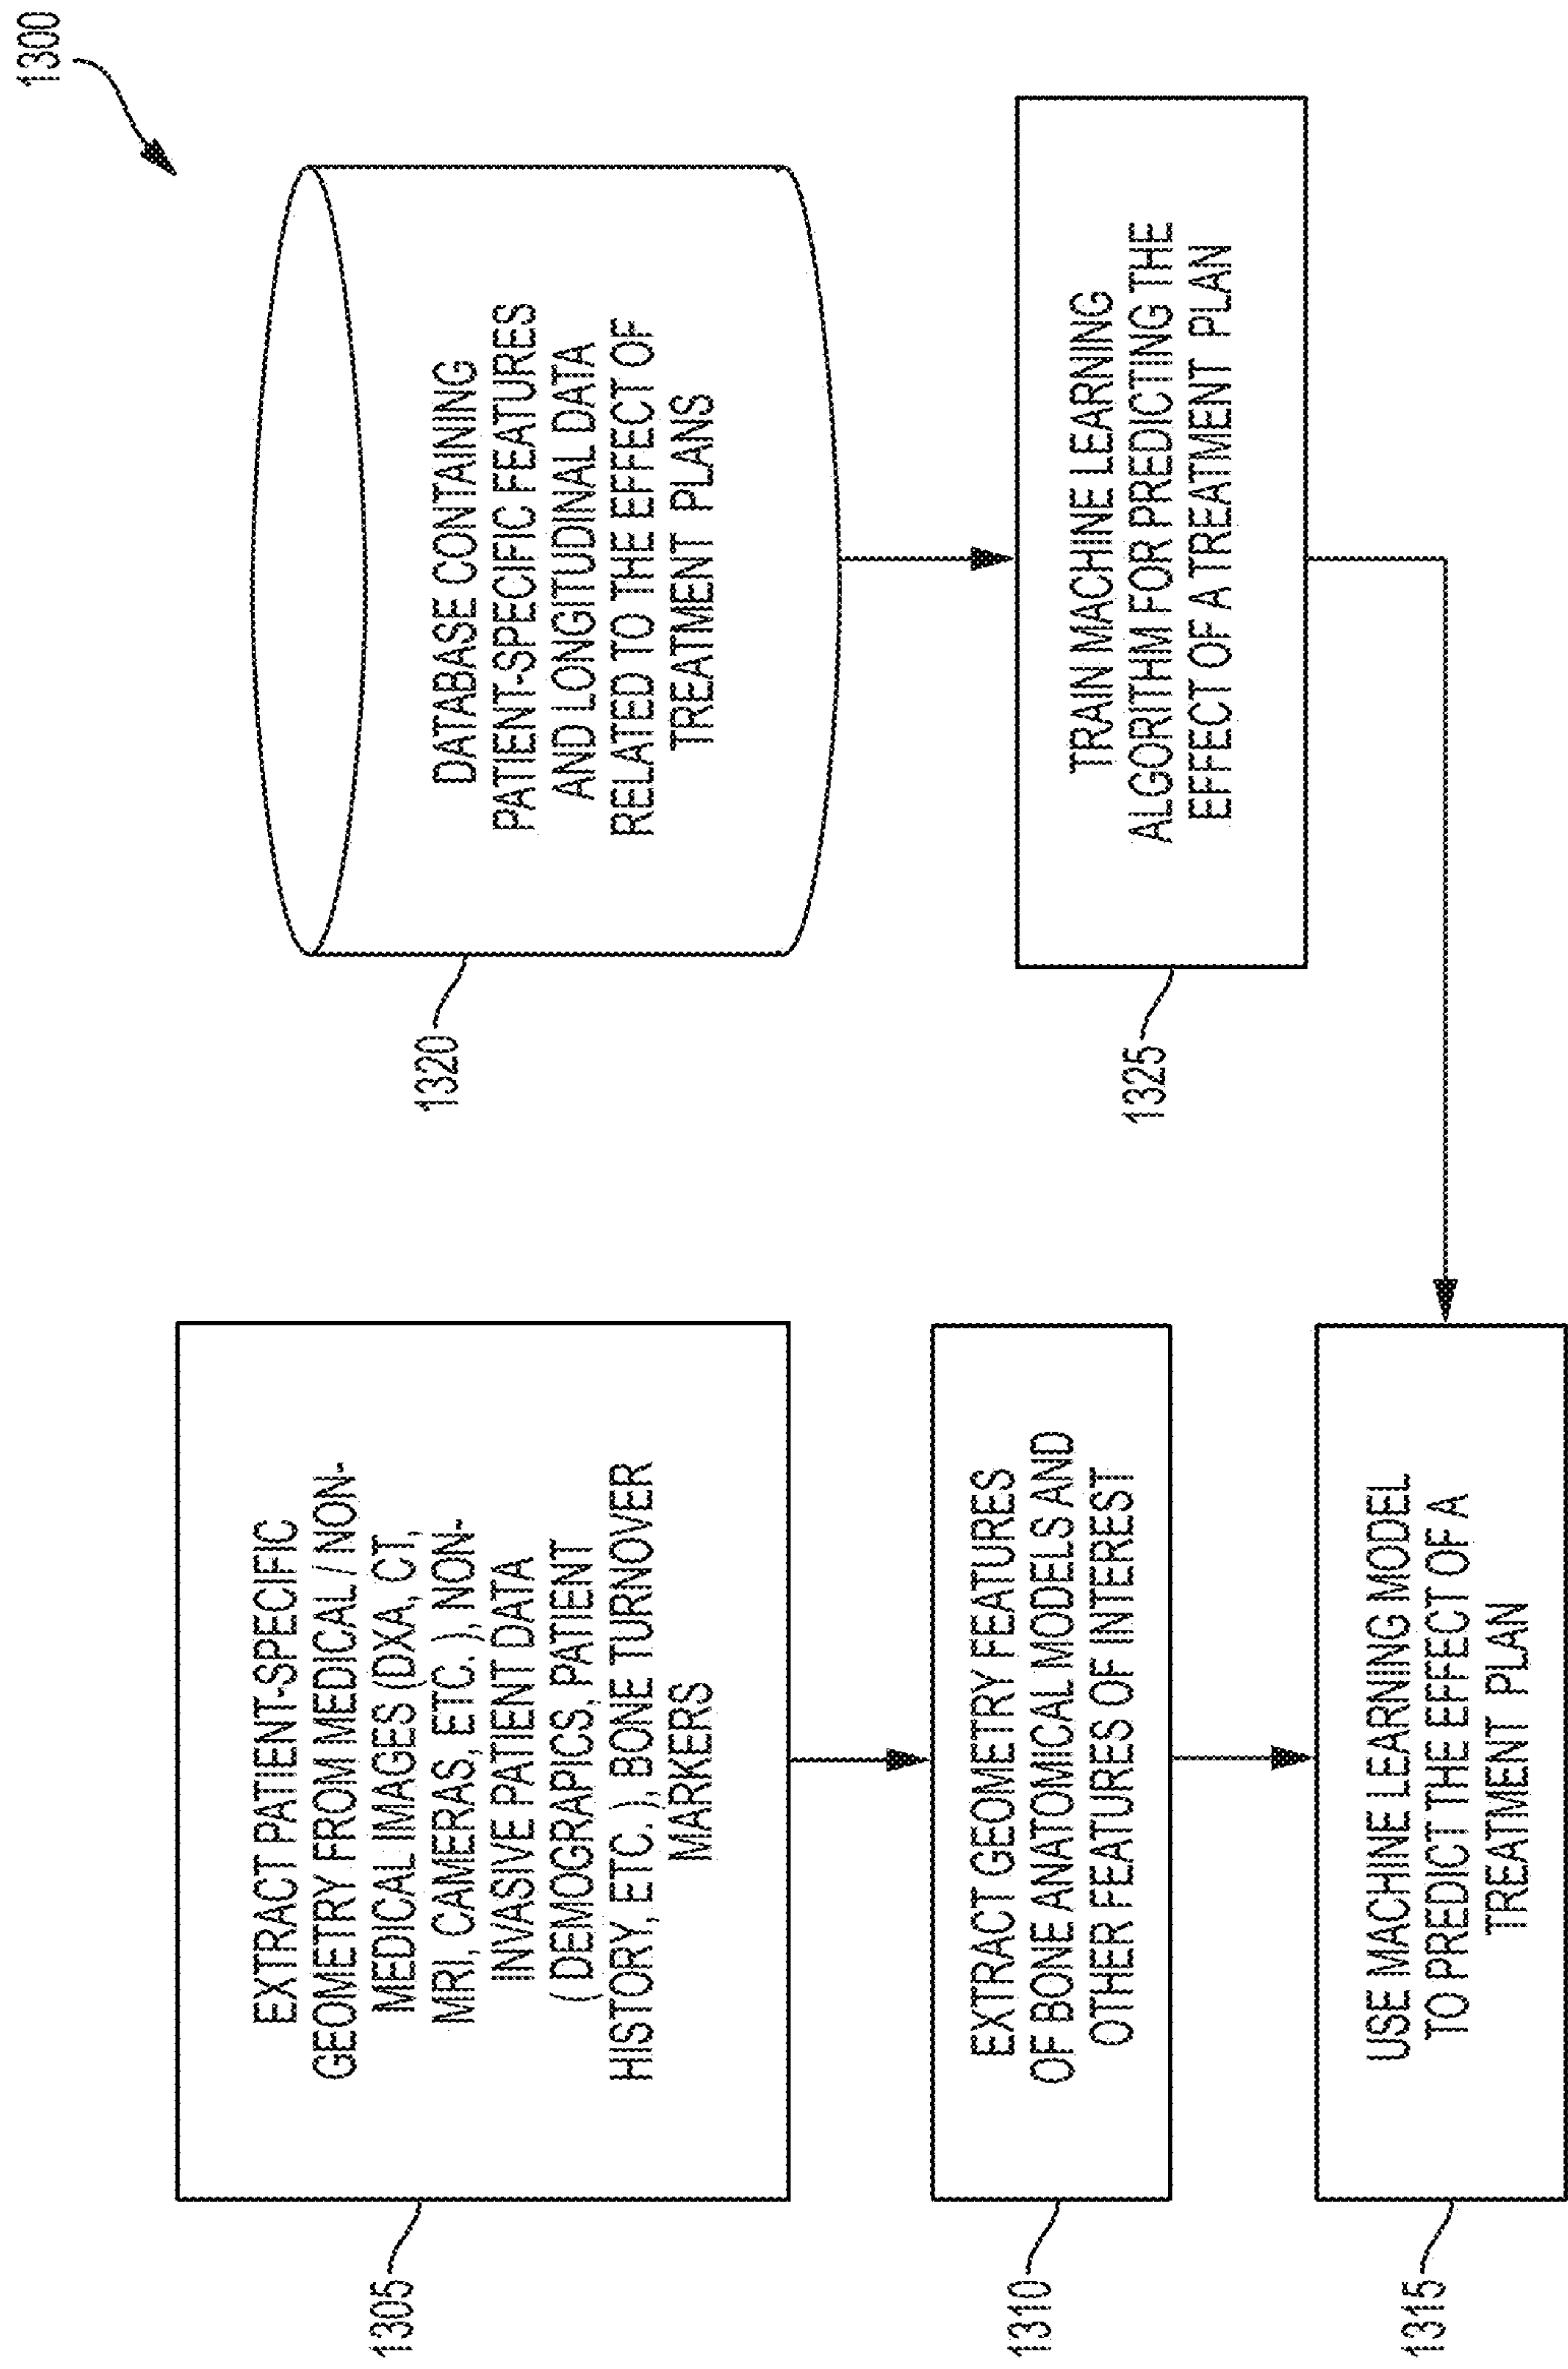 1300
1305
EXTRACT PATIENT-SPECIFIC
GEOMETRY FROM MEDICAL / NON-
MEDICAL IMAGES (DXA, CT,
MRI, CAMERAS, ETC. ), NON-
INVASIVE PATIENT DATA
( DEMOGRAPICS, PATIENT
HISTORY, ETC. ), BONE TURNOVER
MARKERS
1310
EXTRACT GEOMETRY FEATURES
OF BONE ANATOMICAL MODELS AND
OTHER FEATURES OF INTEREST
1315
USE MACHINE LEARNING MODEL
TO PREDICT THE EFFECT OF A
TREATMENT PLAN
1320
DATABASE CONTAINING
PATIENT-SPECIFIC FEATURES
AND LONGITUDINAL DATA
RELATED TO THE EFFECT OF
TREATMENT PLANS
1325
TRAIN MACHINE LEARNING
ALGORITHM FOR PREDICTING THE
EFFECT OF A TREATMENT PLAN